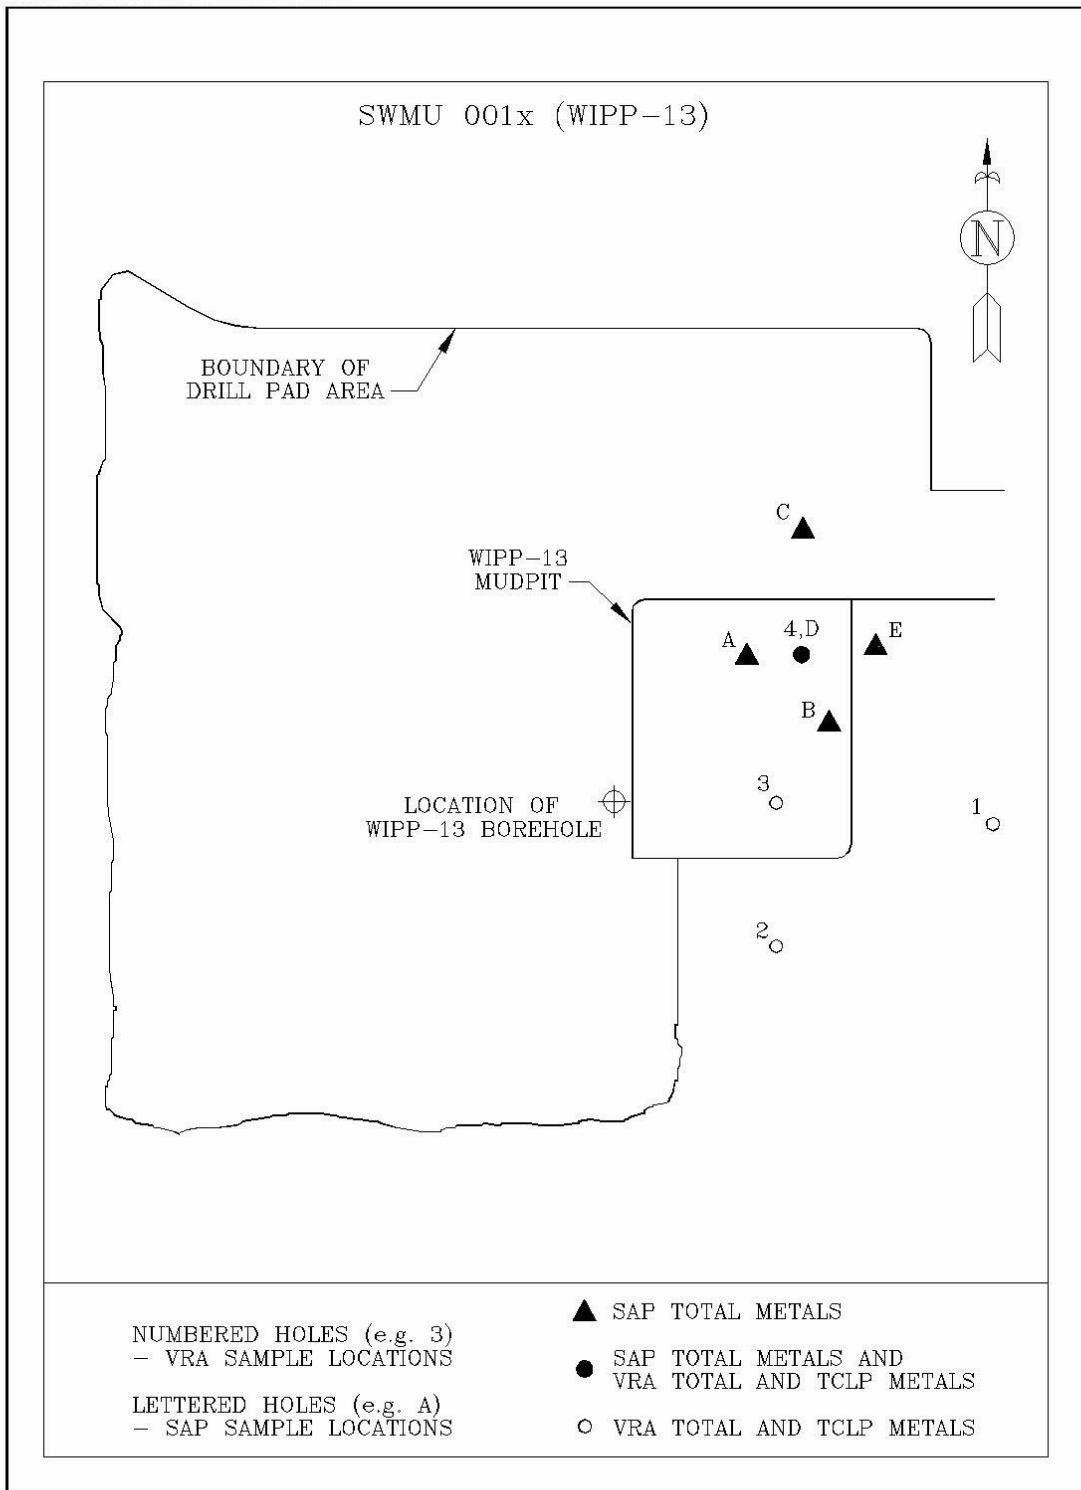 SWMU 001x (WIPP-13)
N
BOUNDARY OF
DRILL PAD AREA
C
WIPP-13
MUDPIT
A
4,D
E
B
3
LOCATION OF
WIPP-13 BOREHOLE
1
2
NUMBERED HOLES (e.g. 3)
- VRA SAMPLE LOCATIONS
LETTERED HOLES (e.g. A)
- SAP SAMPLE LOCATIONS
SAP TOTAL METALS
SAP TOTAL METALS AND
VRA TOTAL AND TCLP METALS
VRA TOTAL AND TCLP METALS